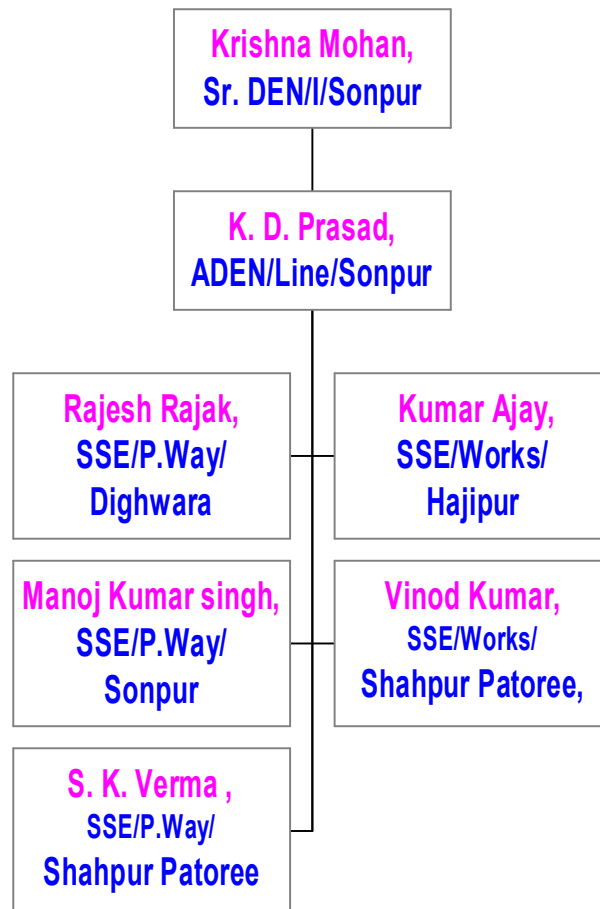 Krishna Mohan,
Sr. DEN/I/Sonpur
K. D. Prasad,
ADEN/Line/Sonpur
Rajesh Rajak,
SSE/P.Way/
Dighwara
Kumar Ajay,
SSE/Works/
Hajipur
Manoj Kumar singh,
SSE/P.Way/
Sonpur
Vinod Kumar,
SSE/Works/
Shahpur Patoree,
S. K. Verma ,
SSE/P.Way/
Shahpur Patoree